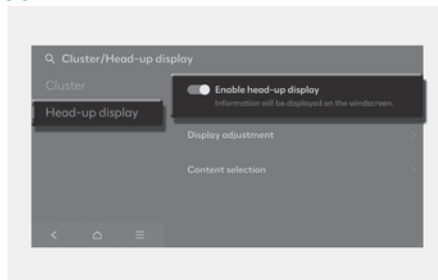 Cluster/Head-up display
Cluster
Enable head-up display
Information will be displayed on the windscreen.
Head-up display
Display adjustment
Content selection